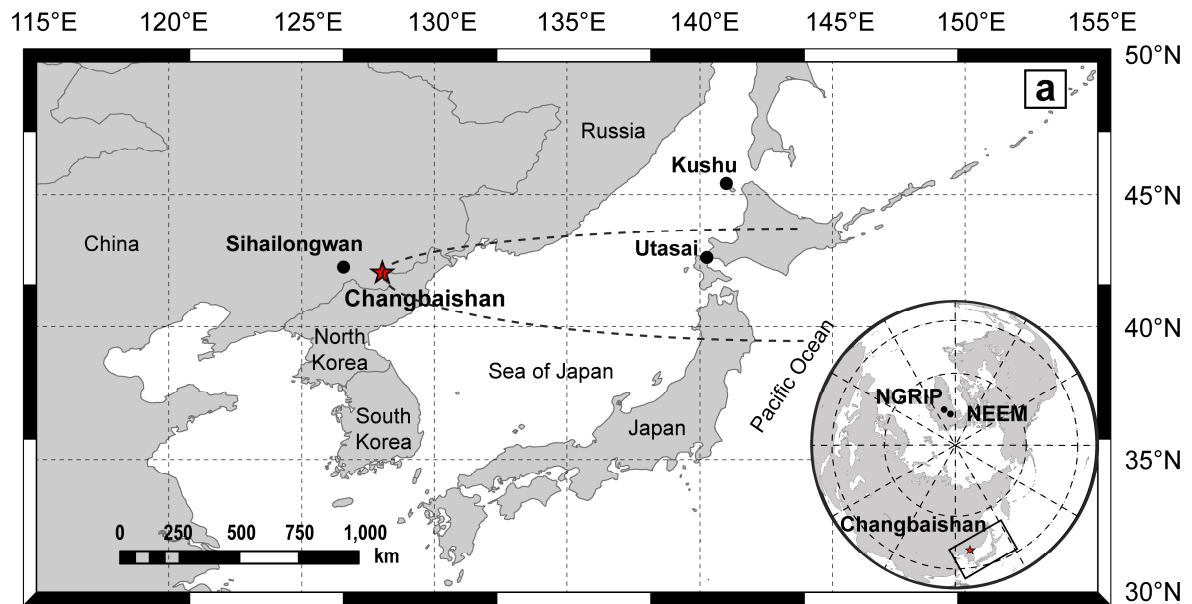 115°E 120°E 125°E 130°E 135°E 140°E 145°E 150°E 155°E
50°N
a
Russia
Kushu
45°N
China
Sihailongwan
Utasai
Changbaishan
40°N
North
Korea
Pacific Ocean
Sea of Japan
NGRIP
NEEM
South
Korea
Japan
35°N
Changbaishan
0 250 500 750 1,000
km
30°N